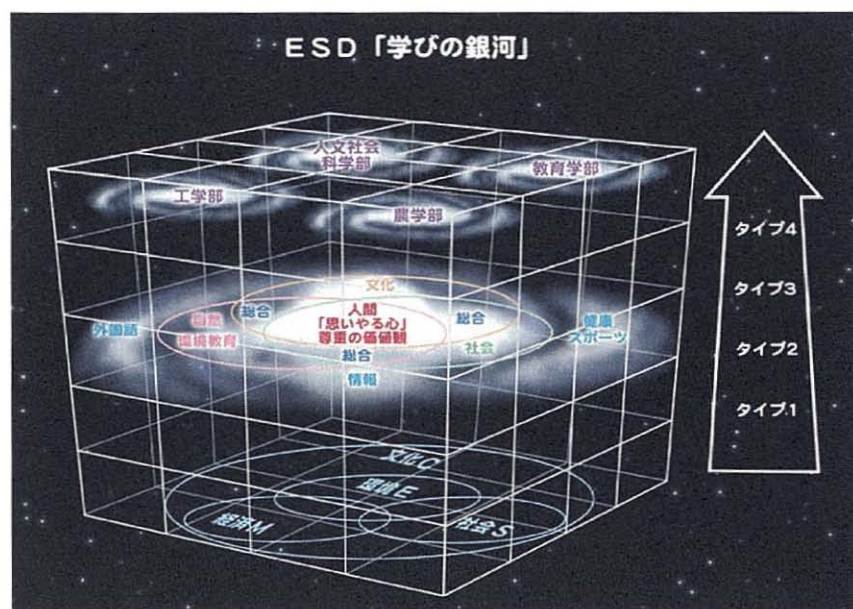 ESD「学びの銀河」
人文社会
科学部
教育学部
工学部
農学部
タイプ4
タイプ3
タイプ2
タイプ1
文化
総合
人間
「思いやる心」
尊重の価値観
総合
外国語
自然
環境教育
健康
スポーツ
総合
社会
情報
文化C
環境E
経済M
社会S